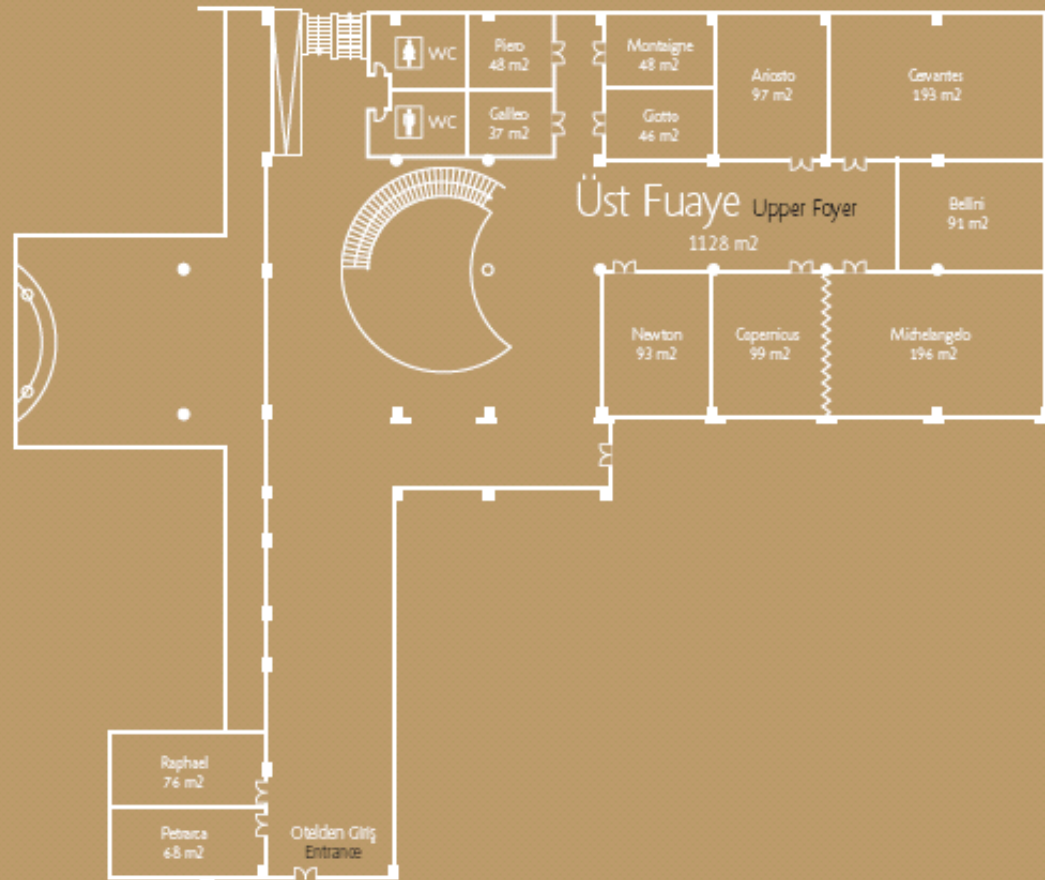 WC
Piero
48 m2
Montaigne
48 m2
Ariosto
97 m2
Cervantes
193 m2
WC
Galileo
37 m2
Giotto
46 m2
Üst Fuaye Upper Foyer
1128 m2
Bellini
91 m2
Newton
93 m2
Copernicus
99 m2
Michelangelo
196 m2
Raphael
76 m2
Petrarca
68 m2
Otelden Giriş
Entrance